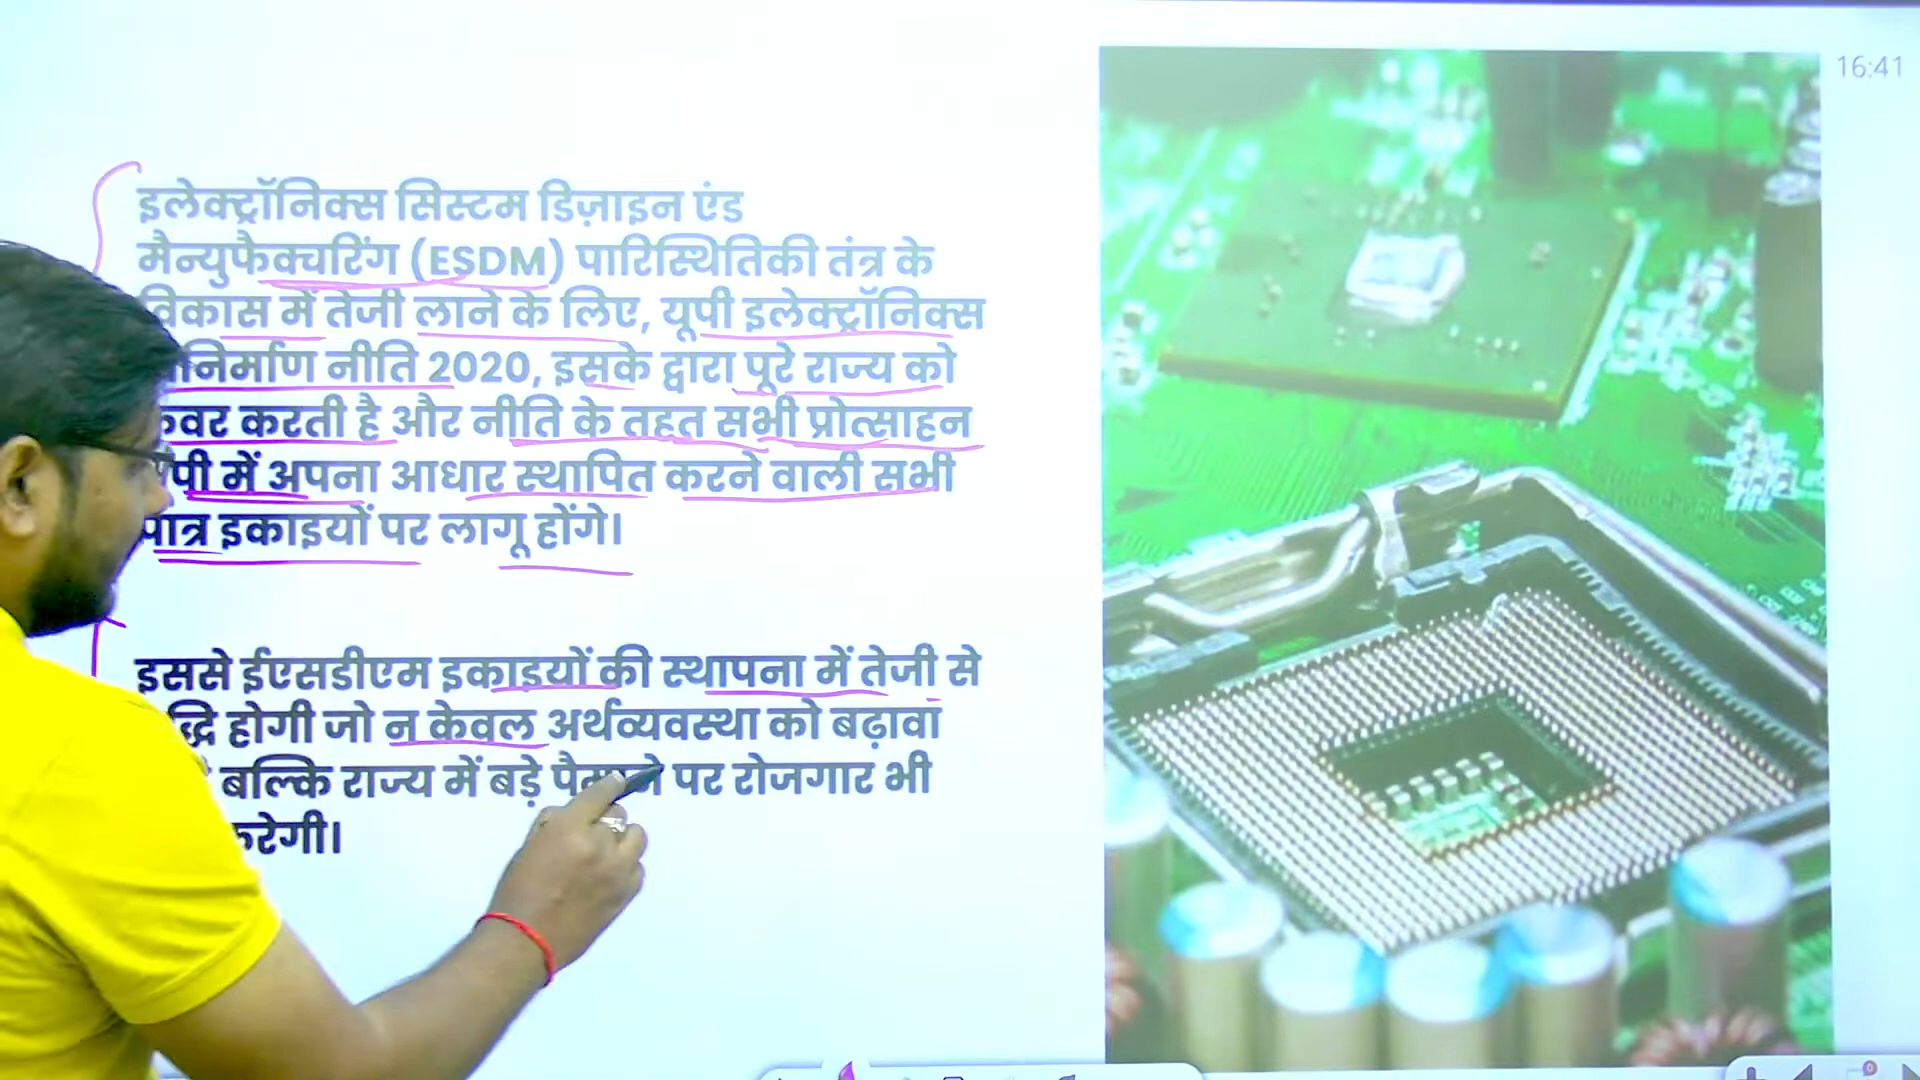 16:41
इलेक्ट्रॉनिक्स सिस्टम डिज़ाइन एंड
मैन्युफैक्चरिंग (ESDM) पारिस्थितिकी तंत्र के
विकास में तेजी लाने के लिए, यूपी इलेक्ट्रॉनिक्स
निर्माण नीति 2020, इसके द्वारा पूरे राज्य को
कवर करती है और नीति के तहत सभी प्रोत्साहन
यूपी में अपना आधार स्थापित करने वाली सभी
पात्र इकाइयों पर लागू होंगे।
इससे ईएसडीएम इकाइयों की स्थापना में तेजी से
होगी जो न केवल अर्थव्यवस्था को बढ़ावा
बल्कि राज्य में बड़े पैमाने पर रोजगार भी
करेगी।